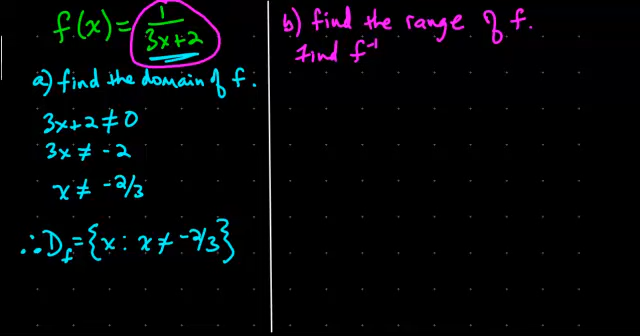 f(x) = 1/(3x+2)
a) find the domain of f.
3x+2 ≠ 0
3x ≠ -2
x ≠ -2/3
∴ D_f = {x : x ≠ -2/3}
b) find the range of f.
find f⁻¹